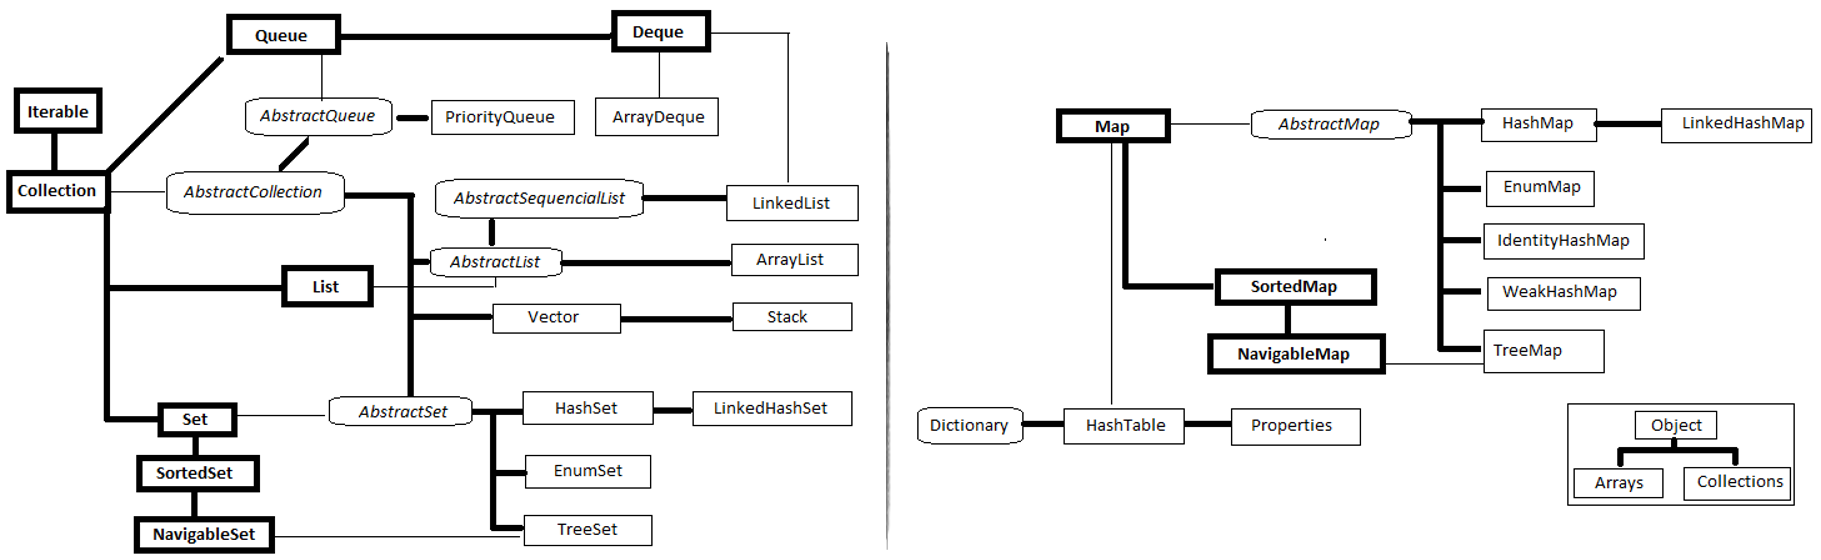 Queue
Deque
Iterable
AbstractQueue
PriorityQueue
ArrayDeque
Collection
AbstractCollection
AbstractSequencialList
LinkedList
AbstractList
ArrayList
List
Vector
Stack
Set
AbstractSet
HashSet
LinkedHashSet
SortedSet
EnumSet
NavigableSet
TreeSet
Map
AbstractMap
HashMap
LinkedHashMap
EnumMap
IdentityHashMap
SortedMap
WeakHashMap
NavigableMap
TreeMap
Dictionary
HashTable
Properties
Object
Arrays
Collections